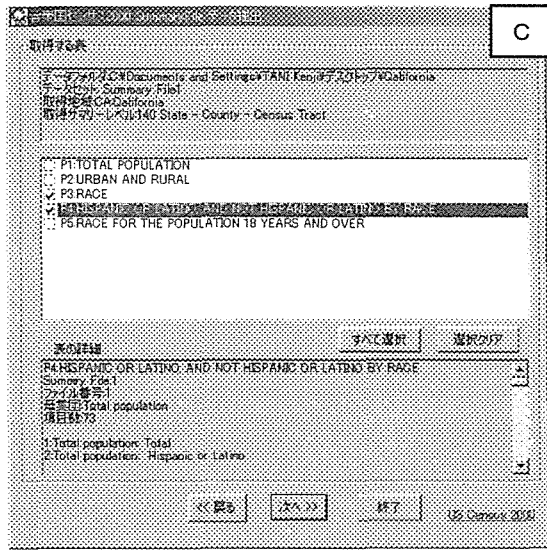 C
取得する表
データフォルダ:C¥Documents and Settings¥TANI Kenji¥デスクトップ¥California
データセット Summary File1
取得地域:CA:California
取得サマリーレベル140 State - County - Census Tract
P1:TOTAL POPULATION
P2:URBAN AND RURAL
P3:RACE
P4:HISPANIC OR LATINO, AND NOT HISPANIC OR LATINO BY RACE
P5:RACE FOR THE POPULATION 18 YEARS AND OVER
すべて選択 選択クリア
表の詳細
P4:HISPANIC OR LATINO, AND NOT HISPANIC OR LATINO BY RACE
Summary File:1
ファイル番号:1
母集団:Total population
項目数:73
1:Total population: Total
2:Total population: Hispanic or Latino
<< 戻る 次へ >> 終了 US Census 2000